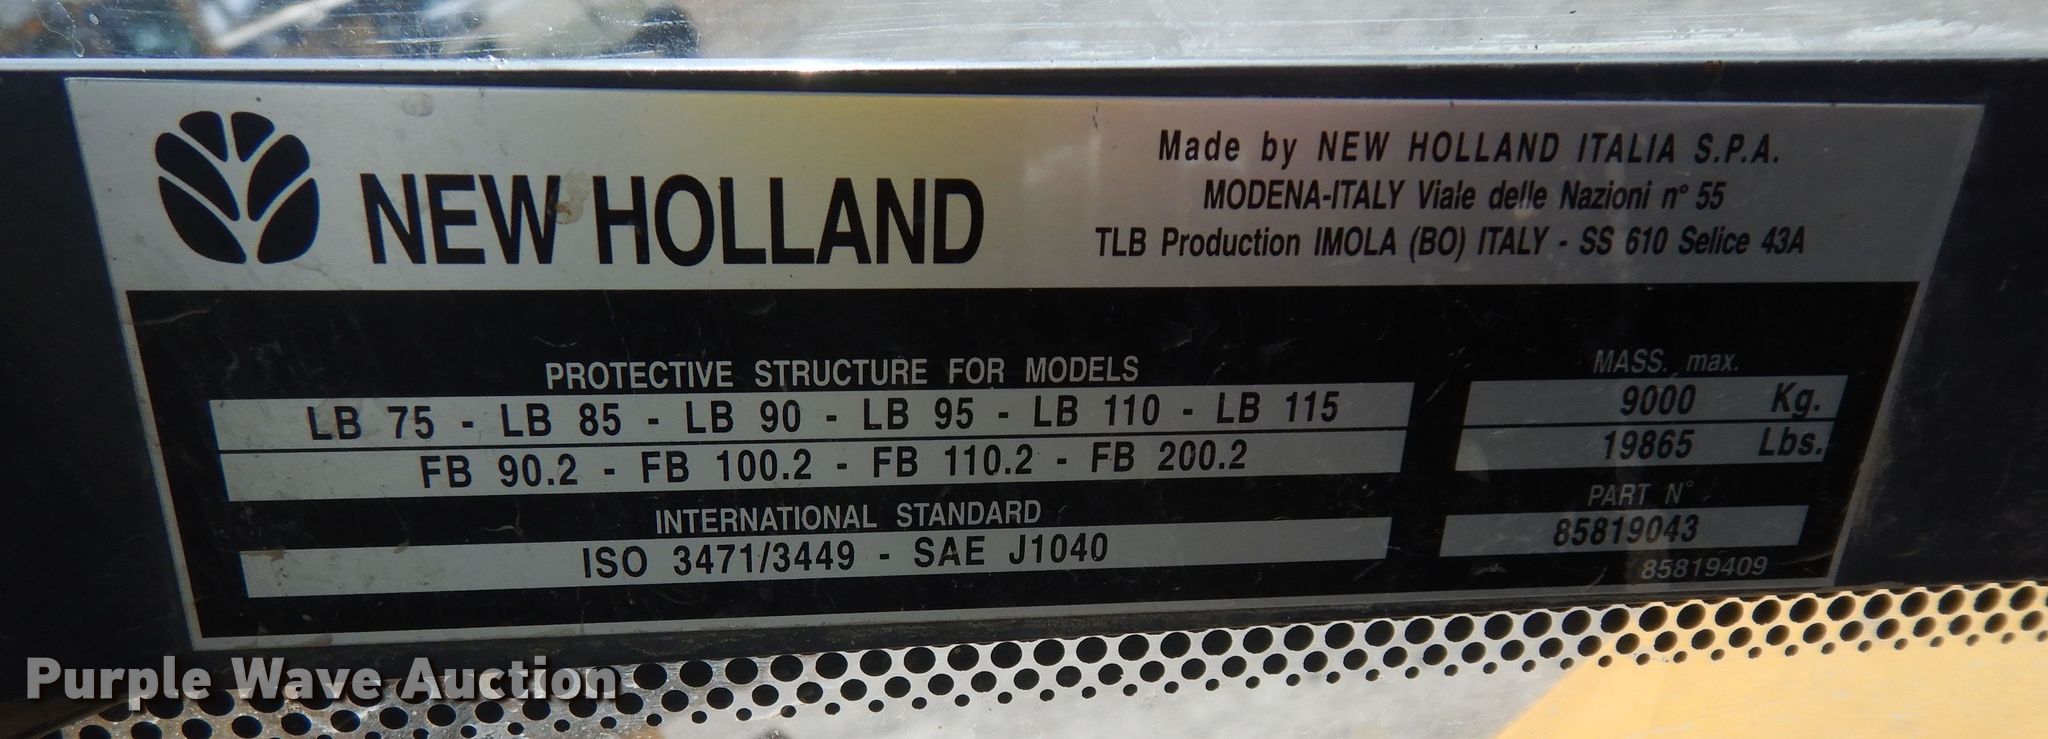 NEW HOLLAND
Made by NEW HOLLAND ITALIA S.P.A.
MODENA-ITALY Viale delle Nazioni n° 55
TLB Production IMOLA (BO) ITALY - SS 610 Selice 43A
PROTECTIVE STRUCTURE FOR MODELS
LB 75 - LB 85 - LB 90 - LB 95 - LB 110 - LB 115
FB 90.2 - FB 100.2 - FB 110.2 - FB 200.2
INTERNATIONAL STANDARD
ISO 3471/3449 - SAE J1040
MASS. max.
9000 Kg.
19865 Lbs.
PART N°
85819043
85819409
Purple Wave Auction